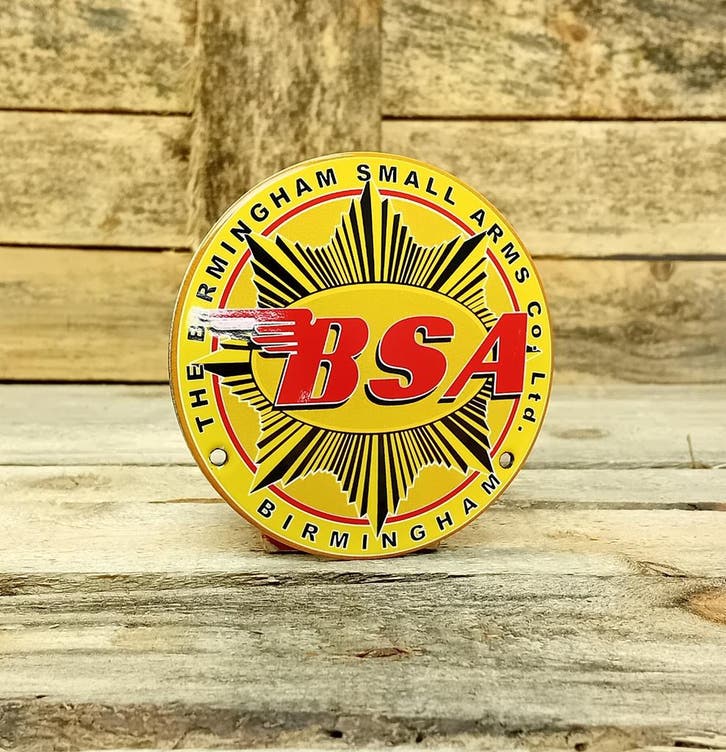 THE BIRMINGHAM SMALL ARMS Co. Ltd.
BSA
BIRMINGHAM